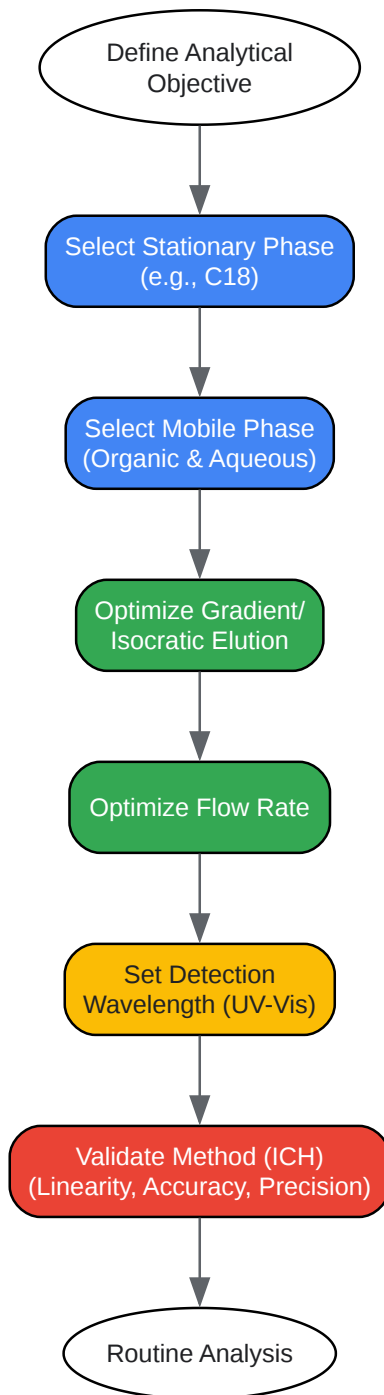 Define Analytical
Objective
Select Stationary Phase
(e.g., C18)
Select Mobile Phase
(Organic & Aqueous)
Optimize Gradient/
Isocratic Elution
Optimize Flow Rate
Set Detection
Wavelength (UV-Vis)
Validate Method (ICH)
(Linearity, Accuracy, Precision)
Routine Analysis